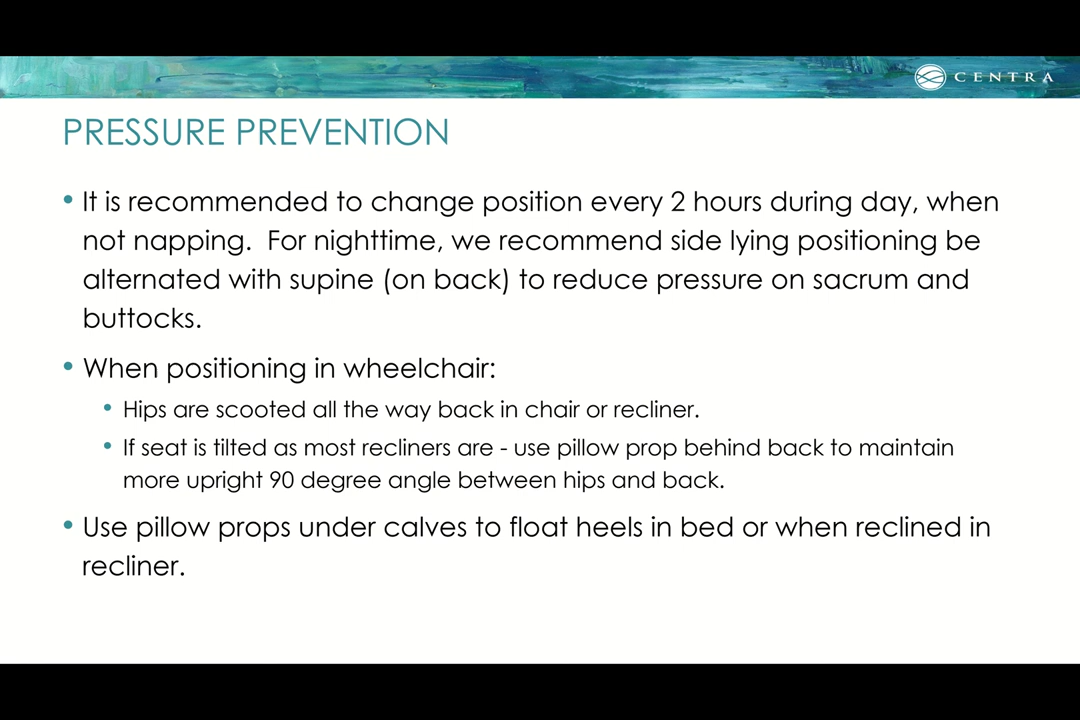 CENTRA
PRESSURE PREVENTION
• It is recommended to change position every 2 hours during day, when
not napping.  For nighttime, we recommend side lying positioning be
alternated with supine (on back) to reduce pressure on sacrum and
buttocks.
• When positioning in wheelchair:
• Hips are scooted all the way back in chair or recliner.
• If seat is tilted as most recliners are - use pillow prop behind back to maintain
more upright 90 degree angle between hips and back.
• Use pillow props under calves to float heels in bed or when reclined in
recliner.